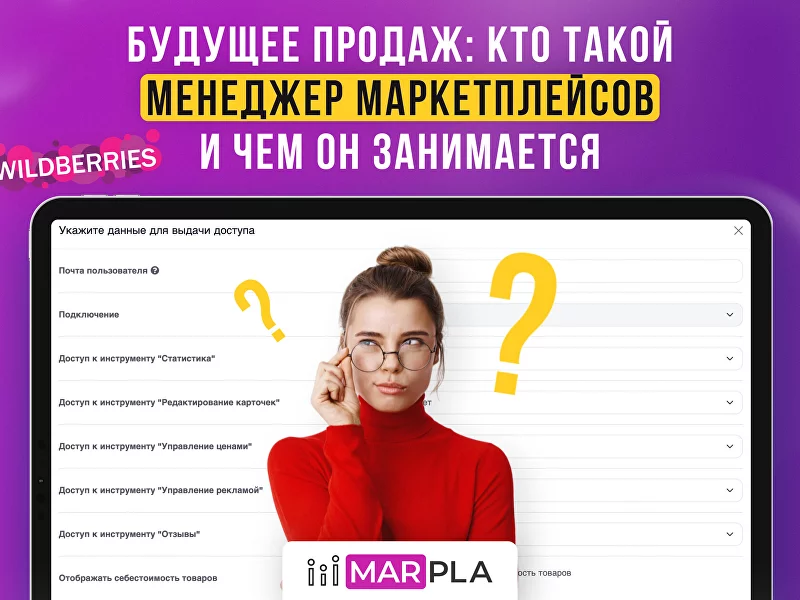 БУДУЩЕЕ ПРОДАЖ: КТО ТАКОЙ
МЕНЕДЖЕР МАРКЕТПЛЕЙСОВ
И ЧЕМ ОН ЗАНИМАЕТСЯ
WILDBERRIES
Укажите данные для выдачи доступа
Почта пользователя ?
? ?
Подключение
Доступ к инструменту "Статистика"
Доступ к инструменту "Редактирование карточек"
Доступ к инструменту "Управление ценами"
Доступ к инструменту "Управление рекламой"
Доступ к инструменту "Отзывы"
Отображать себестоимость товаров
товаров
MARPLA